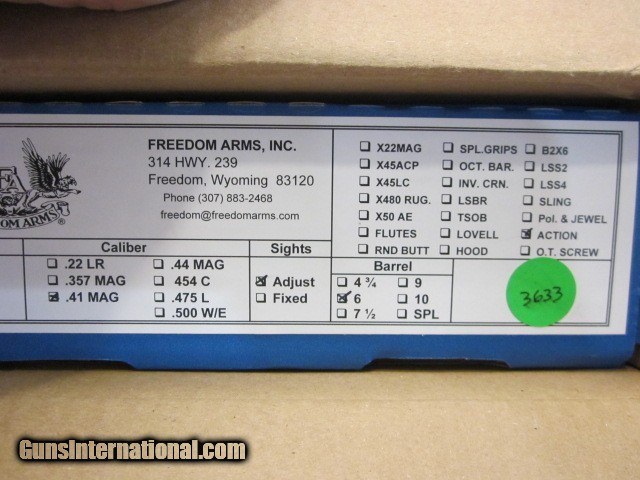 FREEDOM ARMS, INC.
314 HWY. 239
Freedom, Wyoming 83120
Phone (307) 883-2468
freedom@freedomarms.com
FA
DOM ARMS
X22MAG
X45ACP
X45LC
X480 RUG.
X50 AE
FLUTES
RND BUTT
SPL.GRIPS
OCT. BAR.
INV. CRN.
LSBR
TSOB
LOVELL
HOOD
B2X6
LSS2
LSS4
SLING
Pol. & JEWEL
ACTION
O.T. SCREW
Caliber
.22 LR
.357 MAG
.41 MAG
.44 MAG
454 C
.475 L
.500 W/E
Sights
Adjust
Fixed
Barrel
4 ¾
6
7 ½
9
10
SPL
3633
GunsInternational.com